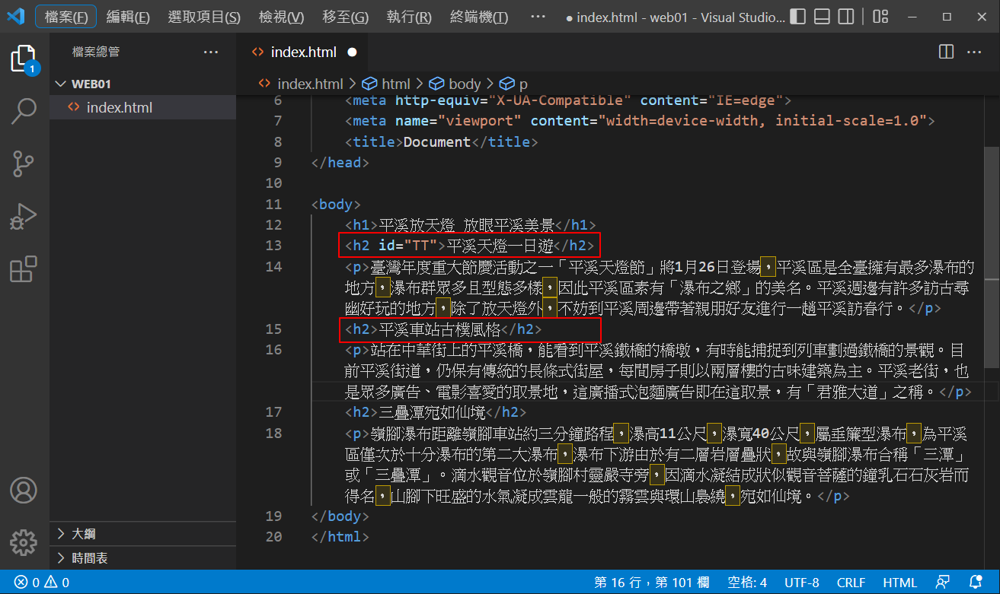 檔案(F) 編輯(E) 選取項目(S) 檢視(V) 移至(G) 執行(R) 終端機(T) ··· ● index.html - web01 - Visual Studio...
檔案總管 ···
index.html ●
WEB01
index.html
1
index.html > html > body > p
6 <meta http-equiv="X-UA-Compatible" content="IE=edge">
7 <meta name="viewport" content="width=device-width, initial-scale=1.0">
8 <title>Document</title>
9 </head>
10
11 <body>
12 <h1>平溪放天燈 放眼平溪美景</h1>
13 <h2 id="TT">平溪天燈一日遊</h2>
14 <p>臺灣年度重大節慶活動之一「平溪天燈節」將1月26日登場，平溪區是全臺擁有最多瀑布的
地方，瀑布群眾多且型態多樣，因此平溪區素有「瀑布之鄉」的美名。平溪週邊有許多訪古尋
幽好玩的地方，除了放天燈外，不妨到平溪周邊帶著親朋好友進行一趟平溪訪春行。</p>
15 <h2>平溪車站古樸風格</h2>
16 <p>站在中華街上的平溪橋，能看到平溪鐵橋的橋墩，有時能捕捉到列車劃過鐵橋的景觀。目
前平溪街道，仍保有傳統的長條式街屋，每間房子則以兩層樓的古味建築為主。平溪老街，也
是眾多廣告、電影喜愛的取景地，這廣播式泡麵廣告即在這取景，有「君雅大道」之稱。</p>
17 <h2>三疊潭宛如仙境</h2>
18 <p>嶺腳瀑布距離嶺腳車站約三分鐘路程，瀑高11公尺，瀑寬40公尺，屬垂簾型瀑布，為平溪
區僅次於十分瀑布的第二大瀑布，瀑布下游由於有二層岩層疊狀，故與嶺腳瀑布合稱「三潭」
或「三疊潭」。滴水觀音位於嶺腳村靈嚴寺旁，因滴水凝結成狀似觀音菩薩的鐘乳石石灰岩而
得名，山腳下旺盛的水氣凝成雲龍一般的霧雲與環山裊繞，宛如仙境。</p>
19 </body>
20 </html>
大綱
時間表
0 0 第 16 行，第 101 欄 空格: 4 UTF-8 CRLF HTML